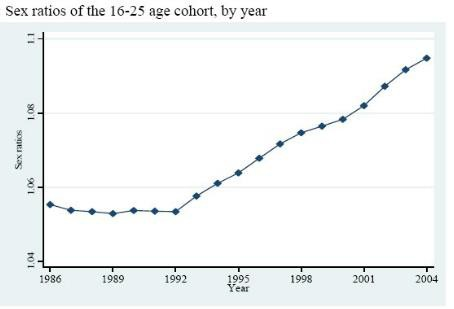 Sex ratios of the 16-25 age cohort, by year
1.1
1.08
Sex ratios
1.06
1.04
1986 1989 1992 1995 1998 2001 2004
Year